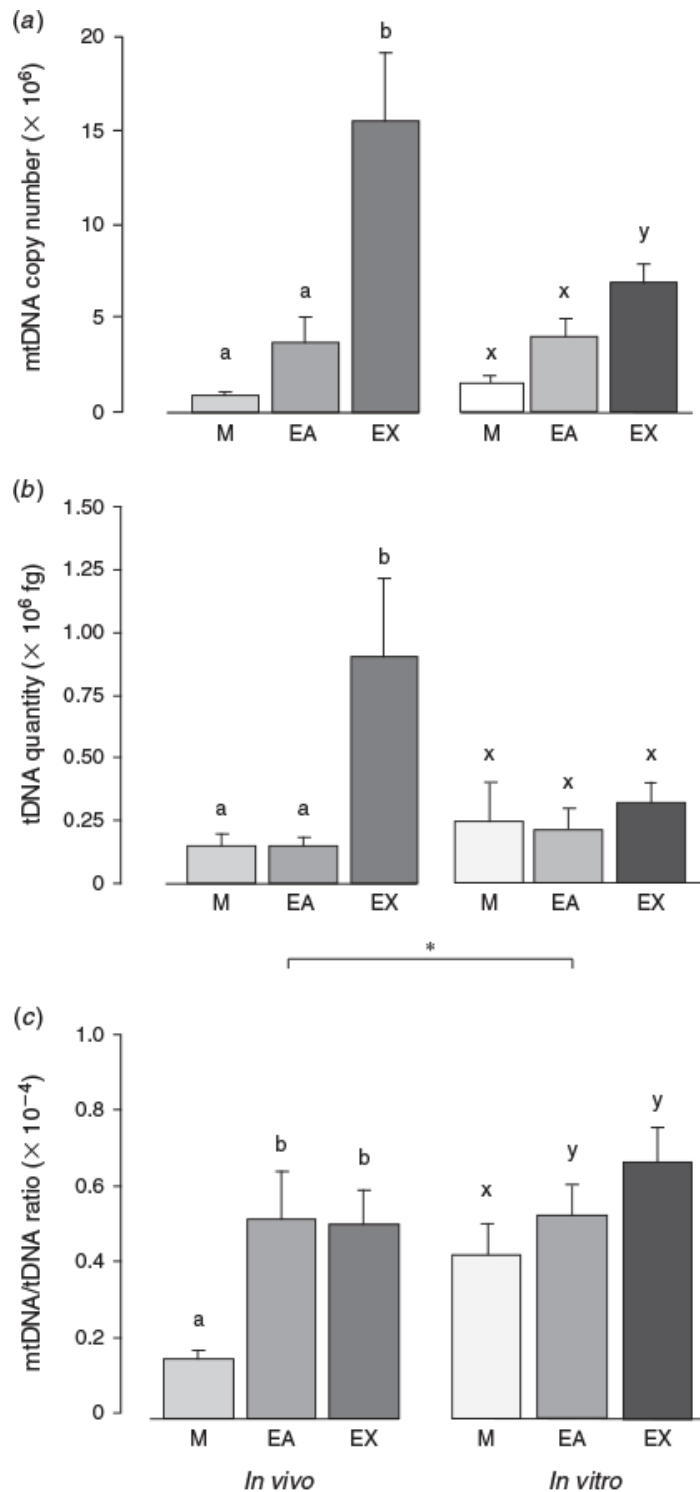 (a)
mtDNA copy number (× 10⁶)
20
15
10
5
0
a
a
b
x
x
y
M EA EX M EA EX
(b)
tDNA quantity (× 10⁶ fg)
1.50
1.25
1.00
0.75
0.50
0.25
0
a
a
b
x
x
x
M EA EX M EA EX
*
(c)
mtDNA/tDNA ratio (× 10⁻⁴)
1.0
0.8
0.6
0.4
0.2
0
a
b
b
x
y
y
M EA EX M EA EX
In vivo In vitro